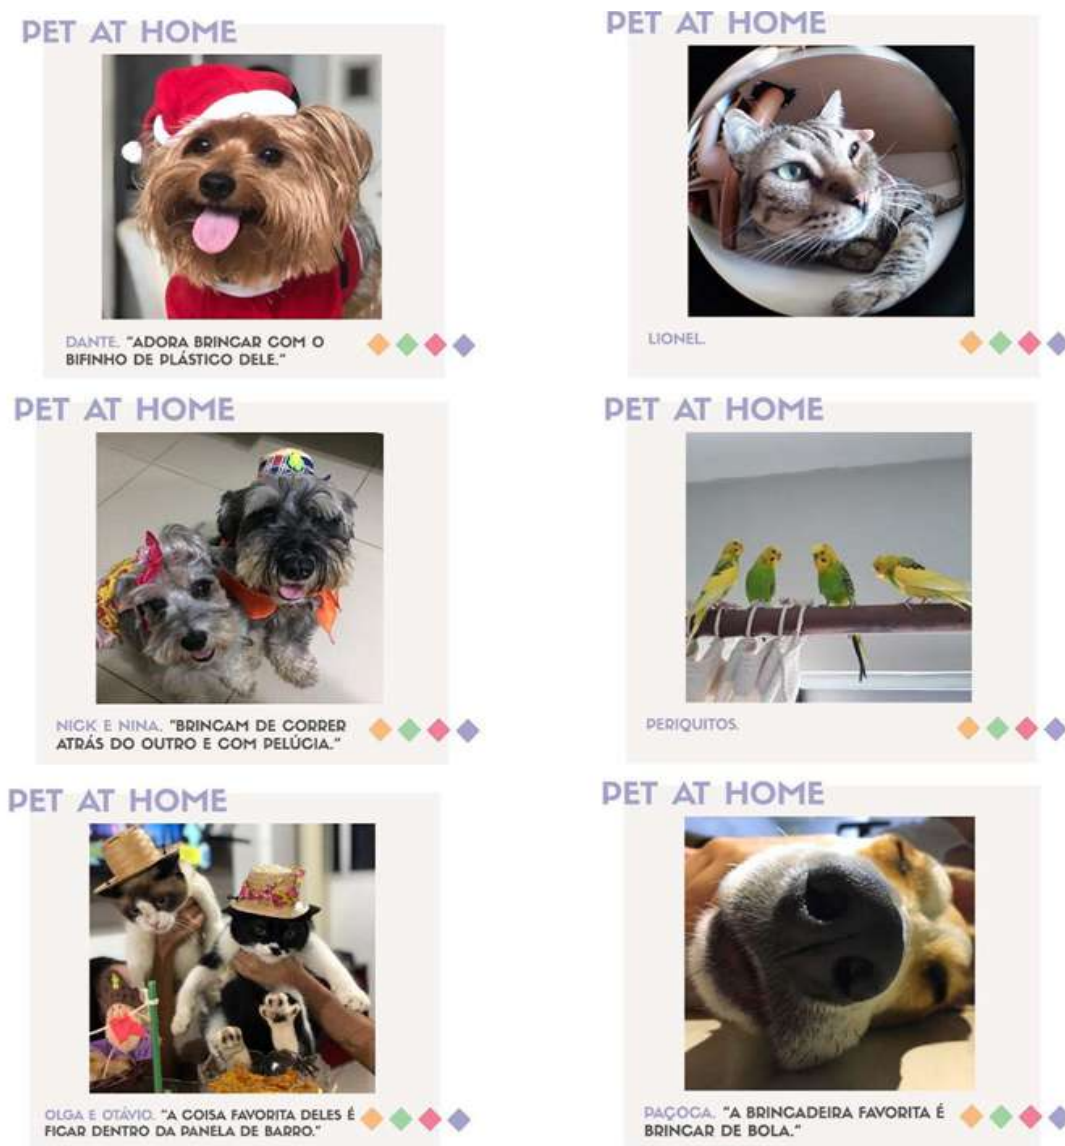 PET AT HOME
DANTE. "ADORA BRINCAR COM O
BIFINHO DE PLÁSTICO DELE."
PET AT HOME
LIONEL.
PET AT HOME
NICK E NINA. "BRINCAM DE CORRER
ATRÁS DO OUTRO E COM PELÚCIA."
PET AT HOME
PERIQUITOS.
PET AT HOME
OLGA E OTÁVIO. "A COISA FAVORITA DELES É
FICAR DENTRO DA PANELA DE BARRO."
PET AT HOME
PAÇOCA. "A BRINCADEIRA FAVORITA É
BRINCAR DE BOLA."